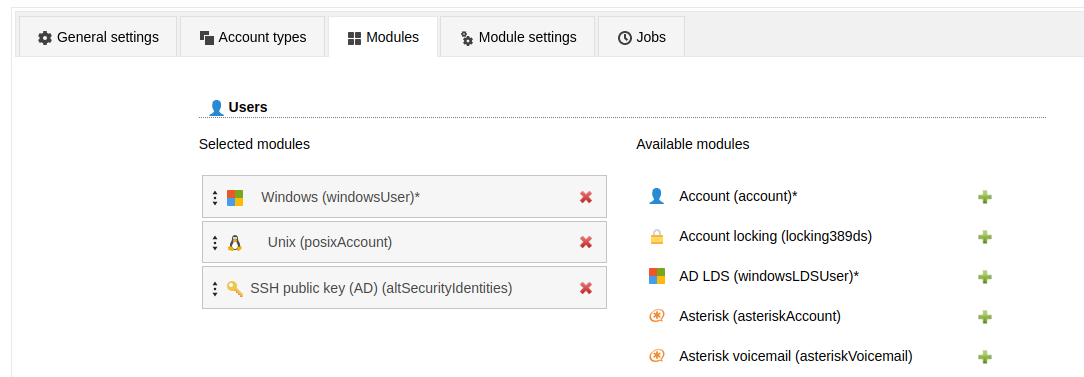 General settings Account types Modules Module settings Jobs
Users
Selected modules Available modules
Windows (windowsUser)* Account (account)*
Unix (posixAccount) Account locking (locking389ds)
SSH public key (AD) (altSecurityIdentities) AD LDS (windowsLDSUser)*
Asterisk (asteriskAccount)
Asterisk voicemail (asteriskVoicemail)